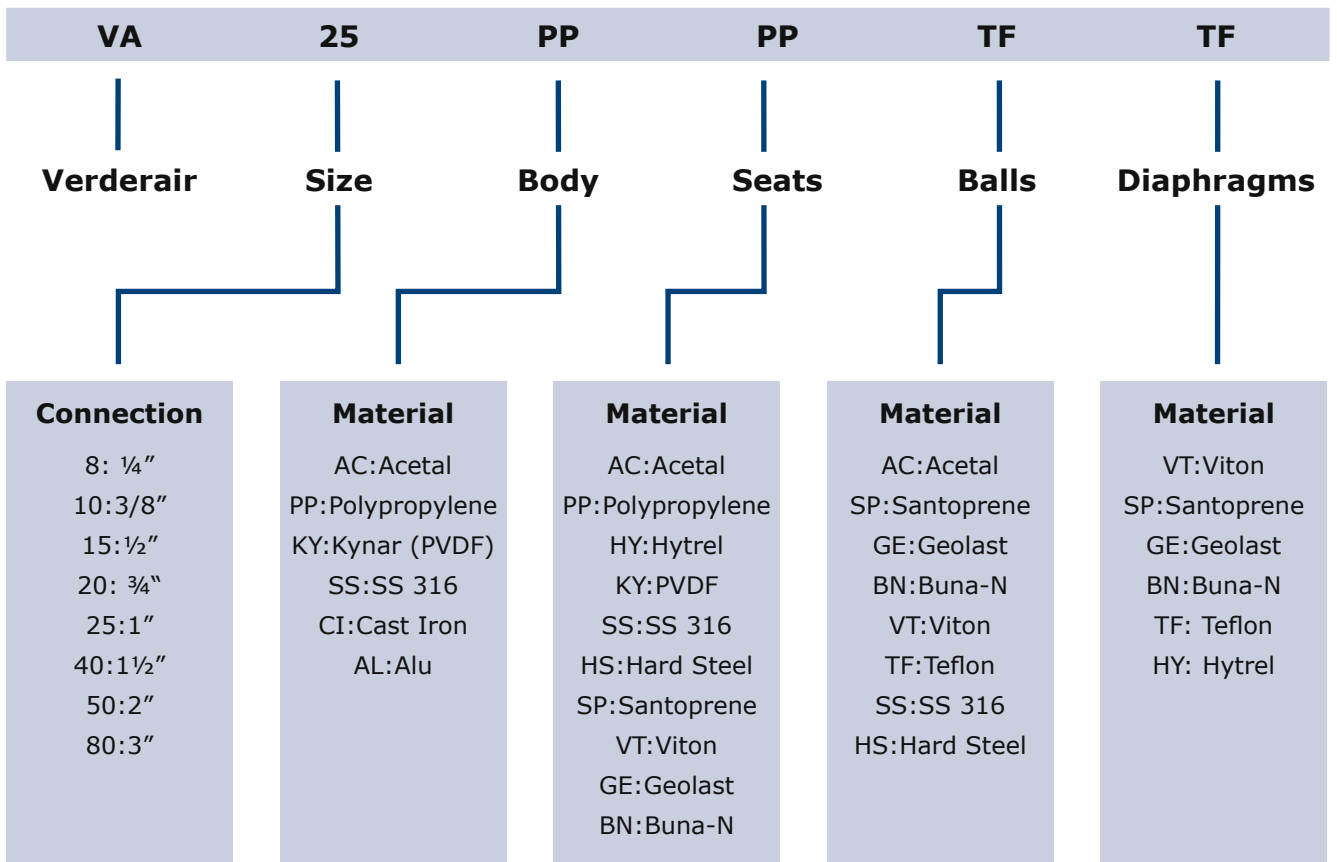 VA 25 PP PP TF TF
Verderair Size Body Seats Balls Diaphragms
Connection
8: ¼”
10:3/8”
15:½”
20: ¾“
25:1”
40:1½”
50:2”
80:3”
Material
AC:Acetal
PP:Polypropylene
KY:Kynar (PVDF)
SS:SS 316
CI:Cast Iron
AL:Alu
Material
AC:Acetal
PP:Polypropylene
HY:Hytrel
KY:PVDF
SS:SS 316
HS:Hard Steel
SP:Santoprene
VT:Viton
GE:Geolast
BN:Buna-N
Material
AC:Acetal
SP:Santoprene
GE:Geolast
BN:Buna-N
VT:Viton
TF:Teflon
SS:SS 316
HS:Hard Steel
Material
VT:Viton
SP:Santoprene
GE:Geolast
BN:Buna-N
TF: Teflon
HY: Hytrel